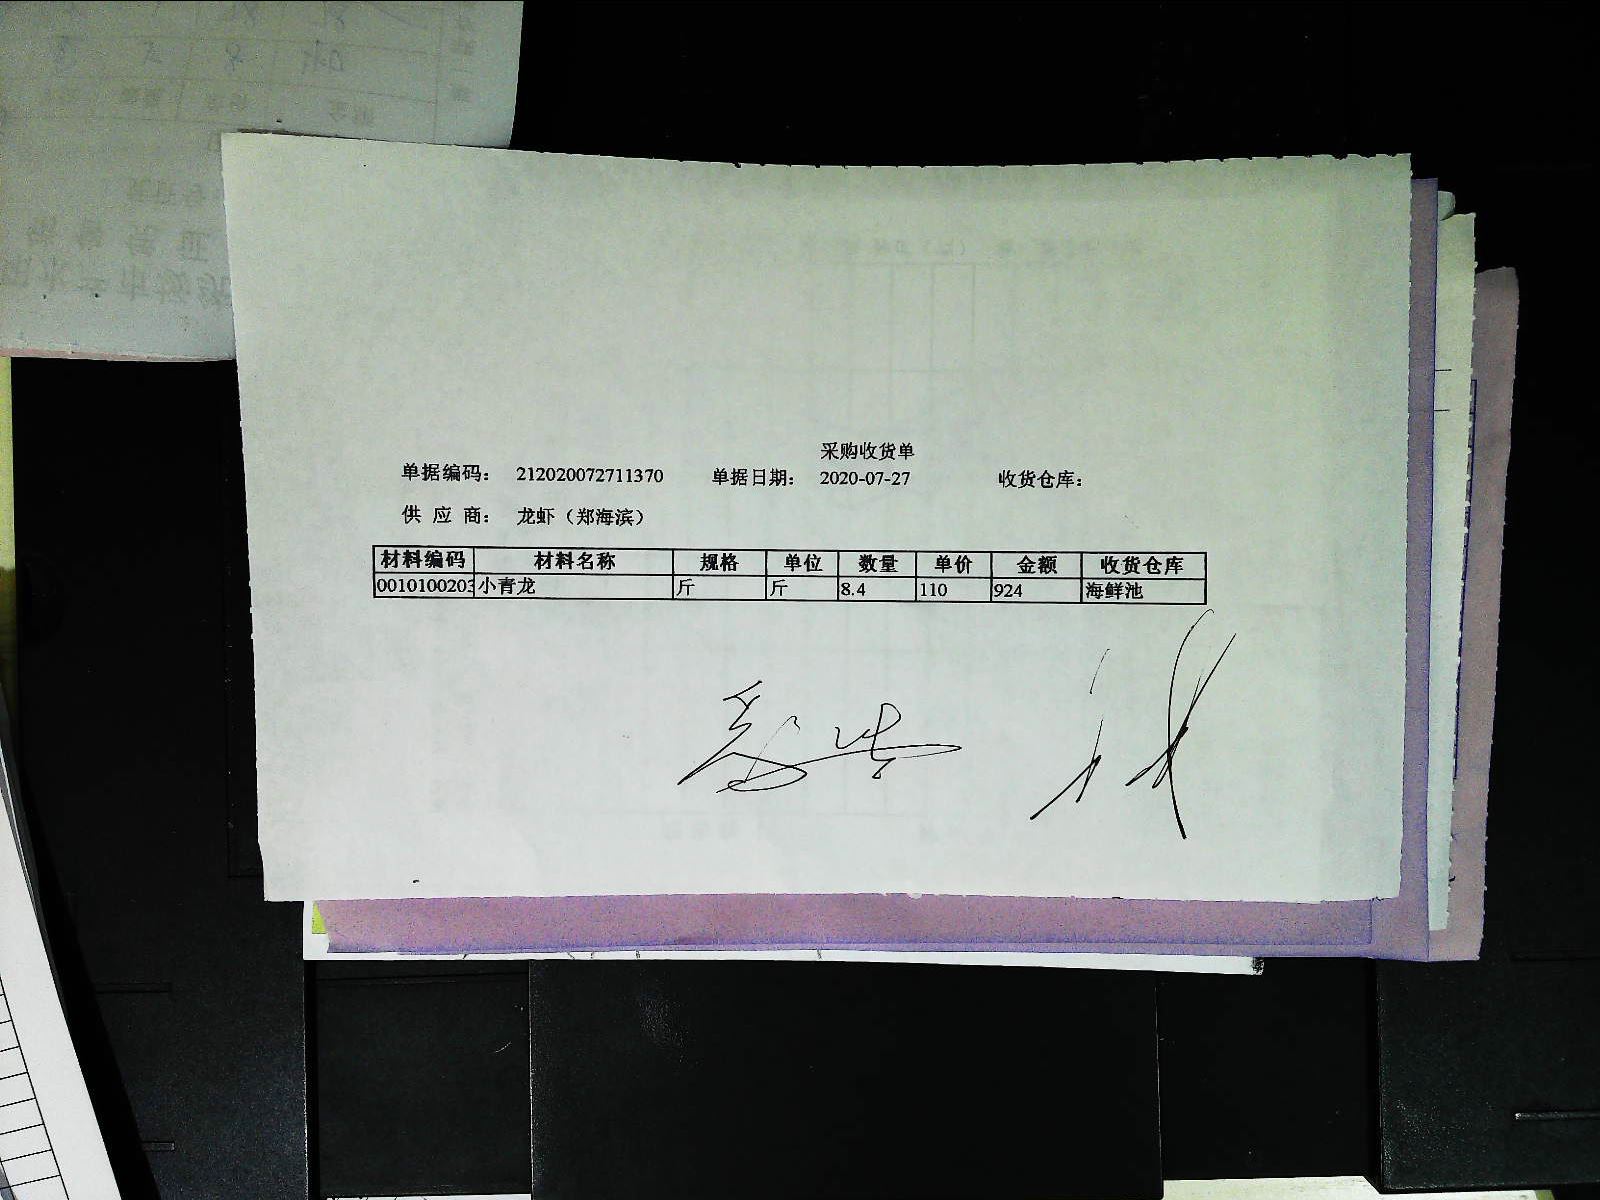 采购收货单
单据编码: 212020072711370 单据日期: 2020-07-27 收货仓库:
供 应 商: 龙虾（郑海滨）
材料编码 材料名称 规格 单位 数量 单价 金额 收货仓库
0010100203 小青龙 斤 斤 8.4 110 924 海鲜池